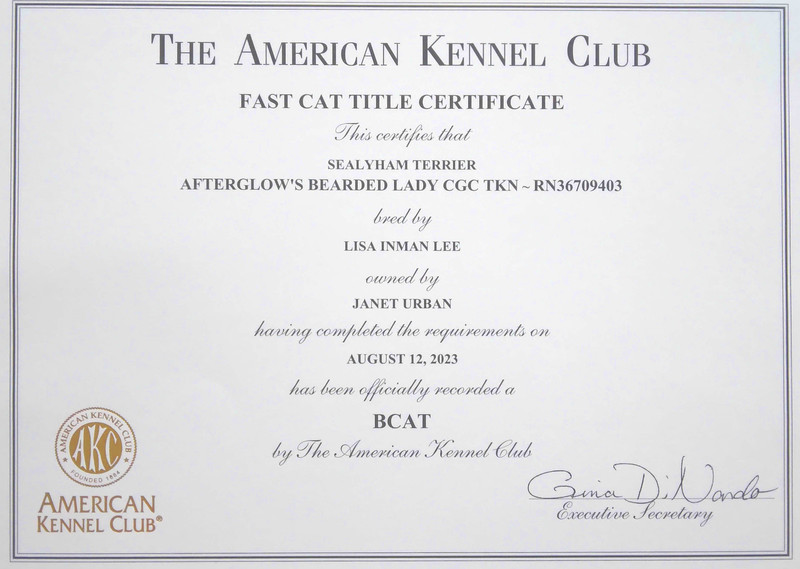 THE AMERICAN KENNEL CLUB
FAST CAT TITLE CERTIFICATE
This certifies that
SEALYHAM TERRIER
AFTERGLOW'S BEARDED LADY CGC TKN ~ RN36709403
bred by
LISA INMAN LEE
owned by
JANET URBAN
having completed the requirements on
AUGUST 12, 2023
has been officially recorded a
BCAT
by The American Kennel Club
AMERICAN KENNEL CLUB
AKC
FOUNDED 1884
AMERICAN
KENNEL CLUB®
Gina DiNardo
Executive Secretary